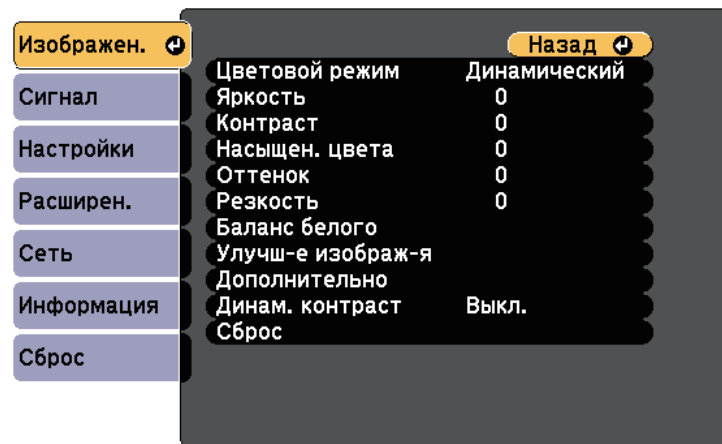 Изображен.
Сигнал
Настройки
Расширен.
Сеть
Информация
Сброс
Назад
Цветовой режим Динамический
Яркость 0
Контраст 0
Насыщен. цвета 0
Оттенок 0
Резкость 0
Баланс белого
Улучш-е изображ-я
Дополнительно
Динам. контраст Выкл.
Сброс